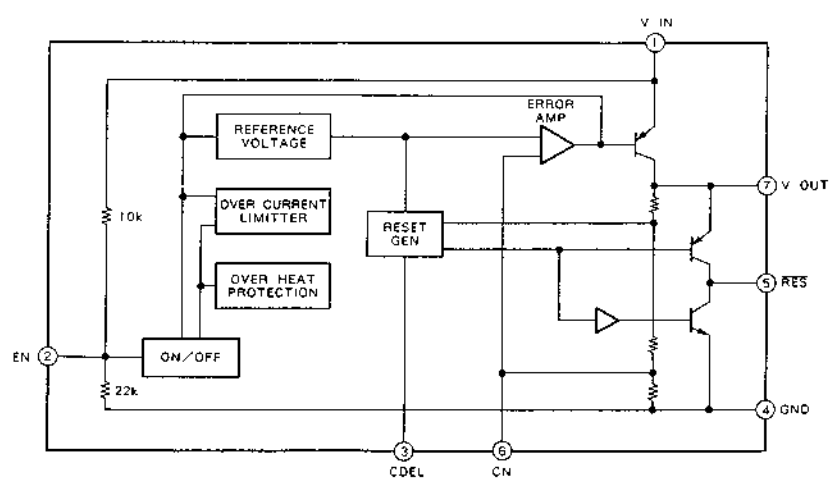 V IN
1
ERROR
AMP
REFERENCE
VOLTAGE
7 V OUT
10k
OVER CURRENT
LIMITTER
RESET
GEN
OVER HEAT
PROTECTION
5 RES
EN 2
ON/OFF
22k
4 GND
3
6
CDEL
CN